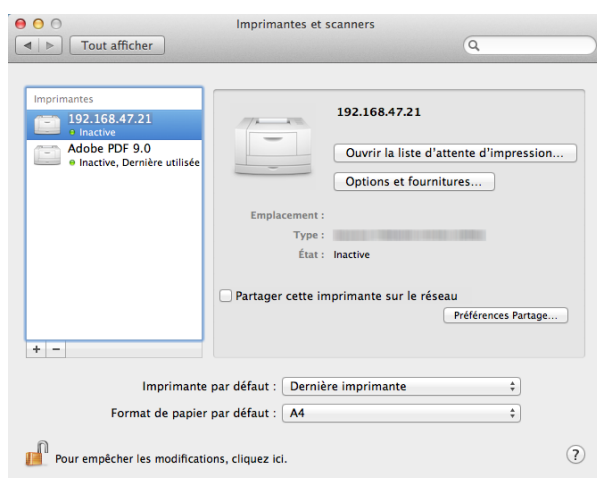 Imprimantes et scanners
Tout afficher
Imprimantes
192.168.47.21
Inactive
Adobe PDF 9.0
Inactive, Dernière utilisée
192.168.47.21
Ouvrir la liste d'attente d'impression...
Options et fournitures...
Emplacement :
Type :
État : Inactive
Partager cette imprimante sur le réseau
Préférences Partage...
+ −
Imprimante par défaut : Dernière imprimante
Format de papier par défaut : A4
Pour empêcher les modifications, cliquez ici.
?